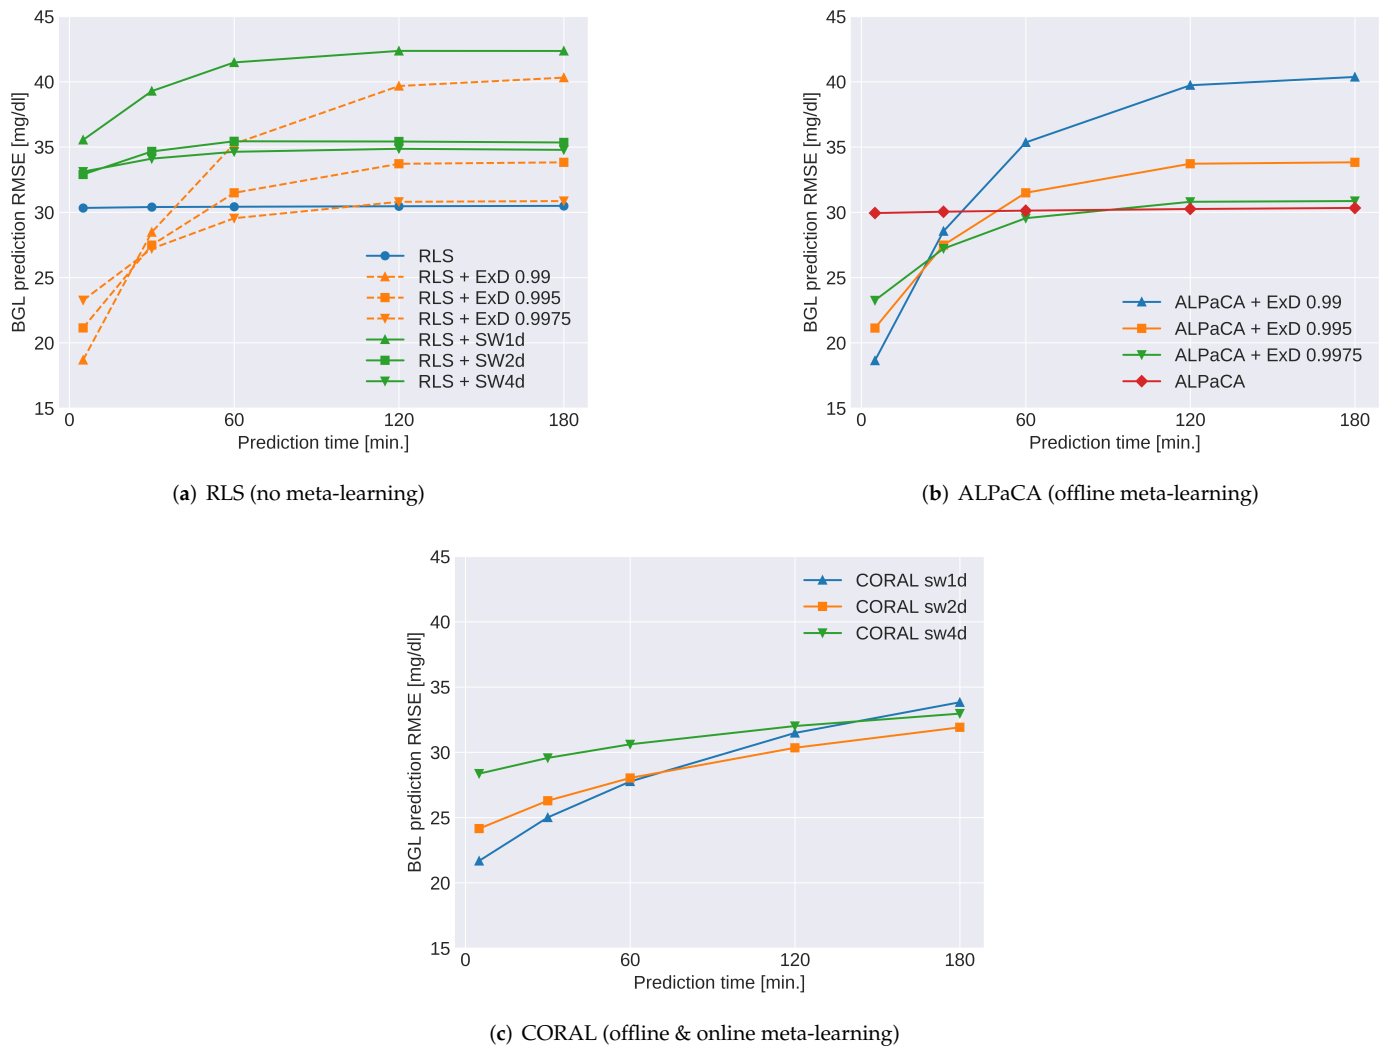 45
40
35
30
25
20
15
0
60
120
180
BGL prediction RMSE [mg/dl]
Prediction time [min.]
RLS
RLS + ExD 0.99
RLS + ExD 0.995
RLS + ExD 0.9975
RLS + SW1d
RLS + SW2d
RLS + SW4d
(a) RLS (no meta-learning)
45
40
35
30
25
20
15
0
60
120
180
BGL prediction RMSE [mg/dl]
Prediction time [min.]
ALPaCA + ExD 0.99
ALPaCA + ExD 0.995
ALPaCA + ExD 0.9975
ALPaCA
(b) ALPaCA (offline meta-learning)
45
40
35
30
25
20
15
0
60
120
180
BGL prediction RMSE [mg/dl]
Prediction time [min.]
CORAL sw1d
CORAL sw2d
CORAL sw4d
(c) CORAL (offline & online meta-learning)